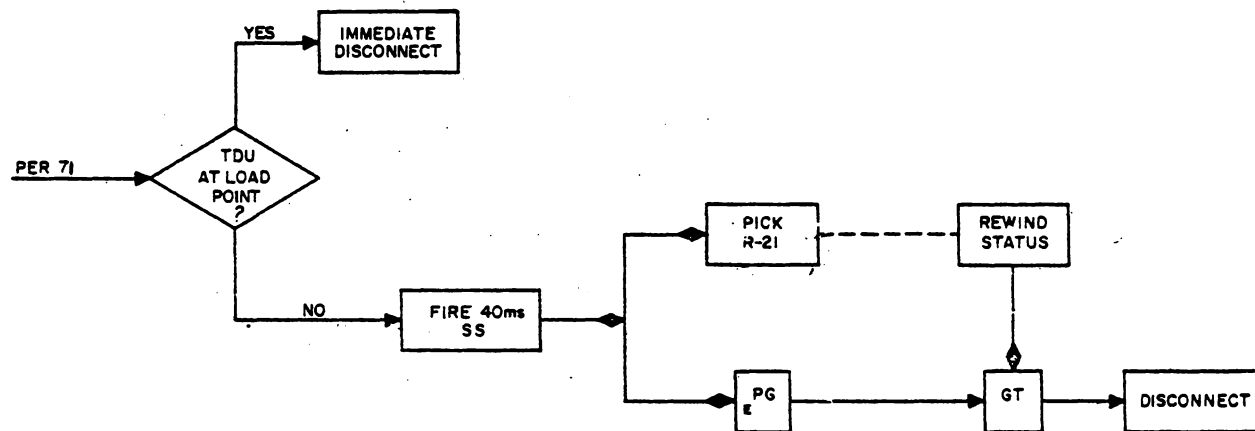 YES
IMMEDIATE
DISCONNECT
PER 71
TDU
AT LOAD
POINT
?
NO
FIRE 40ms
SS
PICK
R-21
REWIND
STATUS
PG
E
GT
DISCONNECT